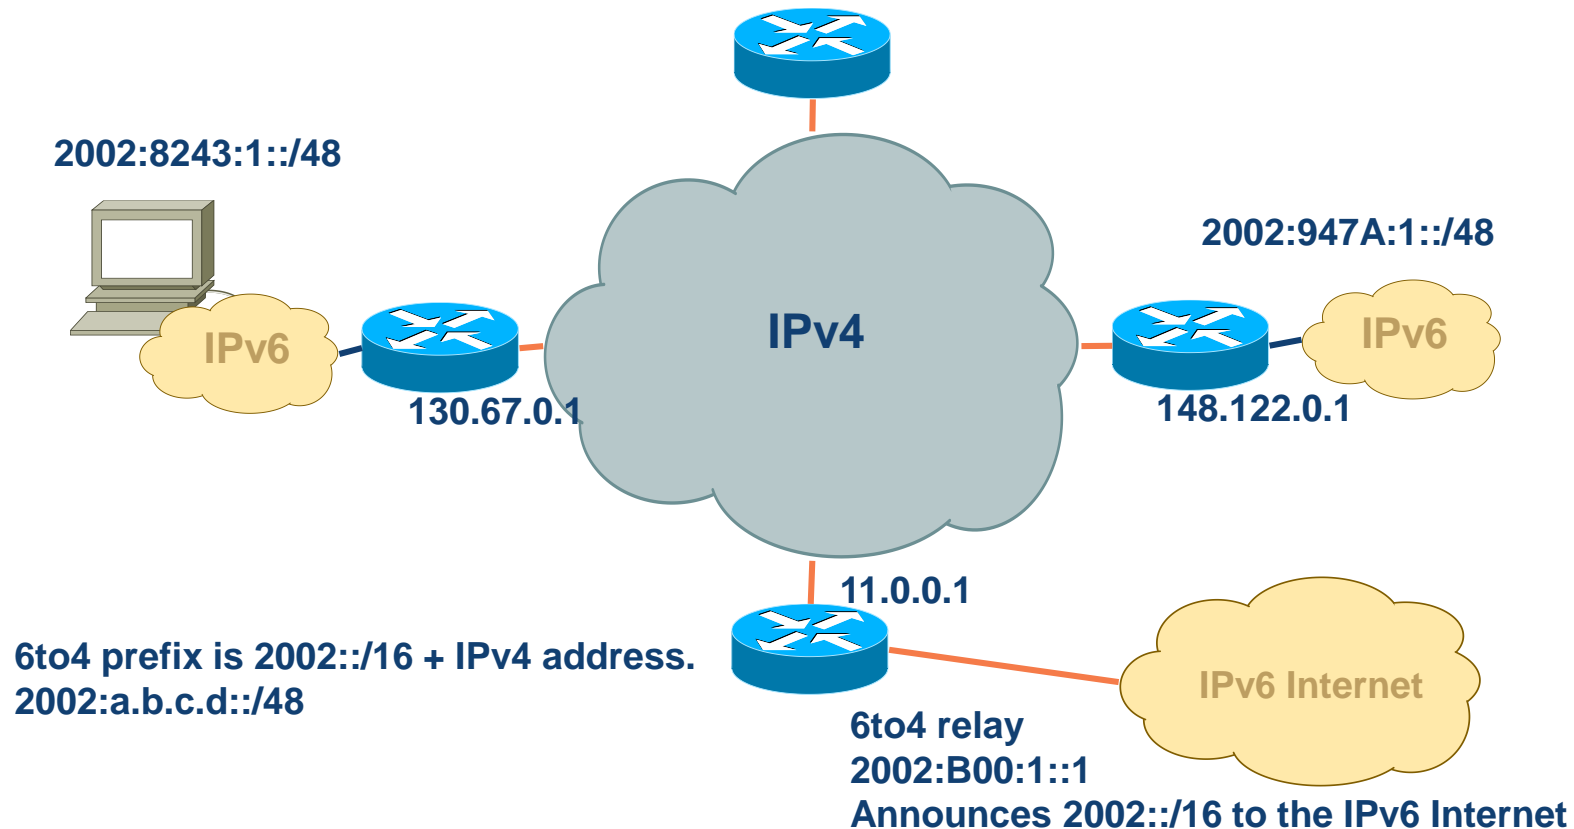 2002:8243:1::/48
2002:947A:1::/48
IPv6
IPv4
IPv6
130.67.0.1
148.122.0.1
11.0.0.1
6to4 prefix is 2002::/16 + IPv4 address.
2002:a.b.c.d::/48
IPv6 Internet
6to4 relay
2002:B00:1::1
Announces 2002::/16 to the IPv6 Internet